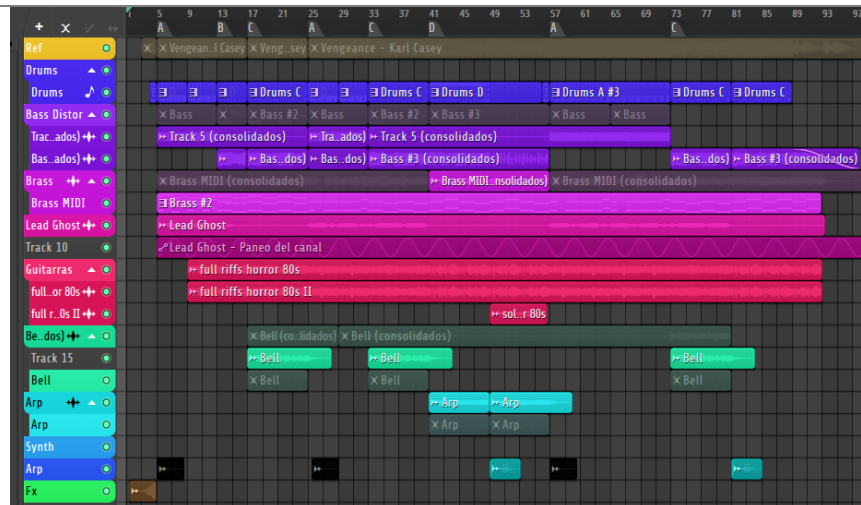 1 5 9 13 17 21 25 29 33 37 41 45 49 53 57 61 65 69 73 77 81 85 89 93 97
A B C A C D A C
Ref Vengean..l Casey Veng..sey Vengeance - Karl Casey
Drums
Drums Drums C Drums C Drums D Drums A #3 Drums C Drums C
Bass Distor Bass Bass Bass #2 Bass Bass #2 Bass #3 Bass Bass
Trac..ados) Track 5 (consolidados) Tra..ados) Track 5 (consolidados)
Bas..ados) Bas..dos) Bas..dos) Bass #3 (consolidados) Bas..dos) Bass #3 (consolidados)
Brass Brass MIDI (consolidados) Brass MIDI..nsolidados) Brass MIDI (consolidados)
Brass MIDI Brass #2
Lead Ghost Lead Ghost
Track 10 Lead Ghost - Paneo del canal
Guitarras full riffs horror 80s
full..or 80s full riffs horror 80s II
full r..0s II sol..r 80s
Be..dos) Bell (co..lidados) Bell (consolidados)
Track 15 Bell Bell Bell
Bell Bell Bell Bell
Arp Arp Arp
Arp Arp Arp
Synth
Arp
Fx